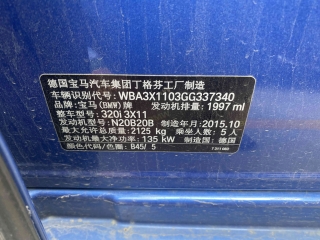 德国宝马汽车集团丁格芬工厂制造
车辆识别代号: WBA3X1103GG337340
品牌: 宝马(BMW)牌 发动机排量: 1997 ml
整车型号: 320i 3X11
发动机型号: N20B20B 制造年月: 2015.10
最大允许总质量: 2125 kg 乘坐人数: 5 人
发动机最大净功率: 135 kW 制造国: 德国
颜色代号/色圈: B45/ 5